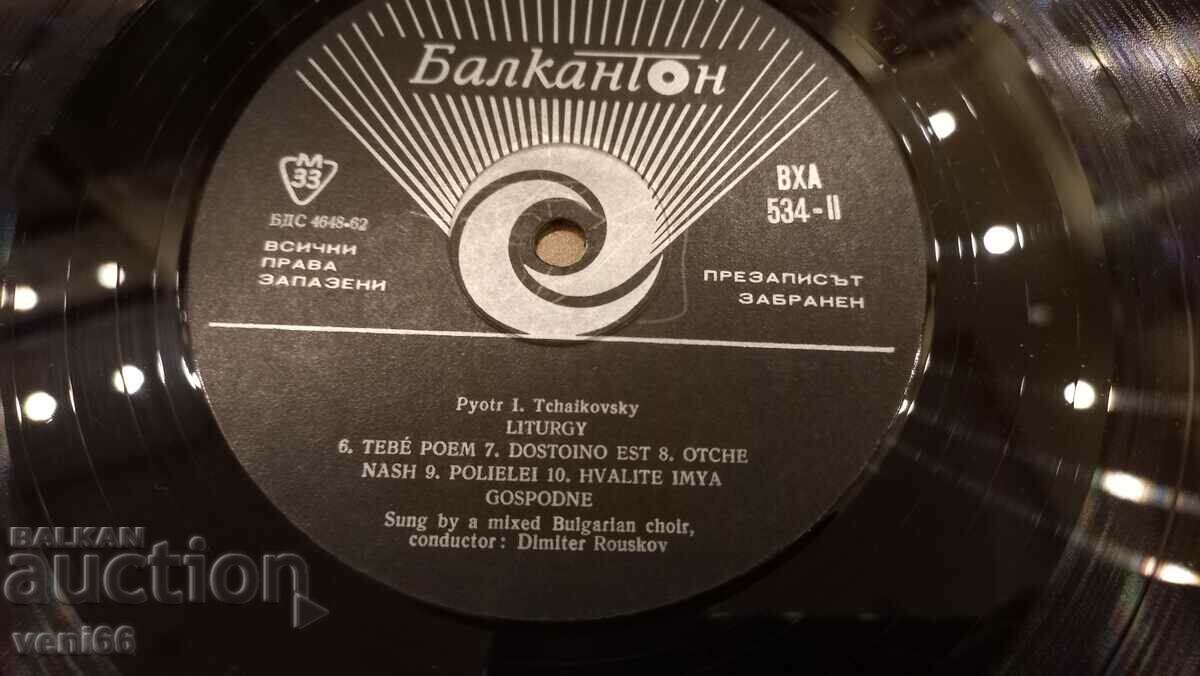 БалканТон
М
33
БДС 4648-62
ВСИЧКИ
ПРАВА
ЗАПАЗЕНИ
ВХА
534-II
ПРЕЗАПИСЪТ
ЗАБРАНЕН
Pyotr I. Tchaikovsky
LITURGY
6. TEBÉ POEM 7. DOSTOINO EST 8. OTCHE
NASH 9. POLIELEI 10. HVALITE IMYA
GOSPODNE
Sung by a mixed Bulgarian choir,
conductor: Dimiter Rouskov
BALKAN
auction
veni66